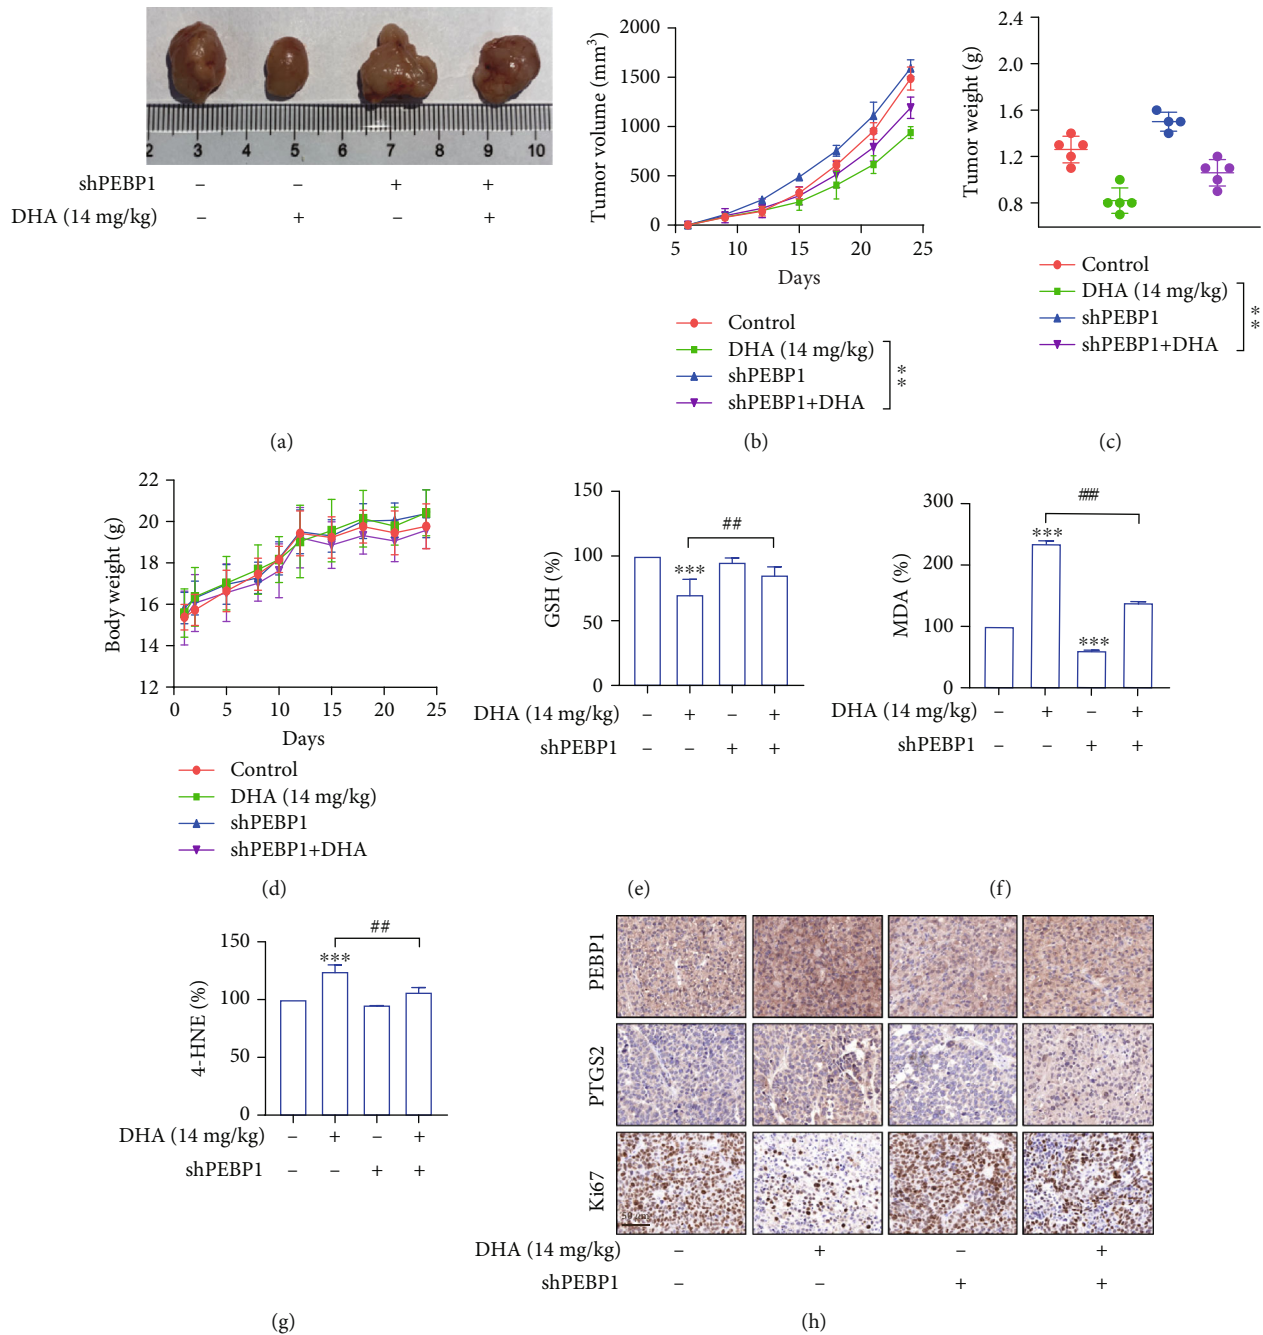 2 3 4 5 6 7 8 9 10
shPEBP1 – – + +
DHA (14 mg/kg) – + – +
(a)
Tumor volume (mm³)
2000
1500
1000
500
0
5 10 15 20 25
Days
Control
DHA (14 mg/kg)
shPEBP1
shPEBP1+DHA
**
(b)
Tumor weight (g)
2.4
2.0
1.6
1.2
0.8
Control
DHA (14 mg/kg)
shPEBP1
shPEBP1+DHA
**
(c)
Body weight (g)
22
20
18
16
14
12
0 5 10 15 20 25
Days
Control
DHA (14 mg/kg)
shPEBP1
shPEBP1+DHA
(d)
GSH (%)
150
100
50
0
##
***
DHA (14 mg/kg) – + – +
shPEBP1 – – + +
(e)
MDA (%)
300
200
100
0
###
***
***
DHA (14 mg/kg) – + – +
shPEBP1 – – + +
(f)
4-HNE (%)
150
100
50
0
##
***
DHA (14 mg/kg) – + – +
shPEBP1 – – + +
(g)
PEBP1
PTGS2
Ki67
DHA (14 mg/kg) – + – +
shPEBP1 – – + +
(h)